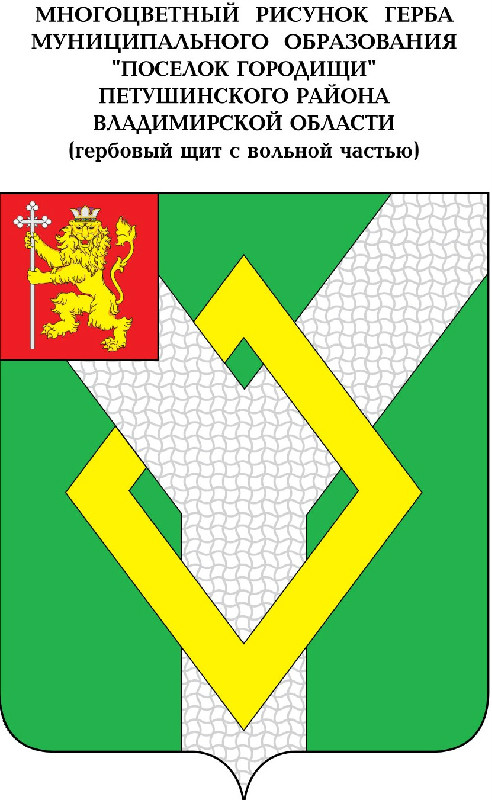 МНОГОЦВЕТНЫЙ РИСУНОК ГЕРБА
МУНИЦИПАЛЬНОГО ОБРАЗОВАНИЯ
"ПОСЕЛОК ГОРОДИЩИ"
ПЕТУШИНСКОГО РАЙОНА
ВЛАДИМИРСКОЙ ОБЛАСТИ
(гербовый щит с вольной частью)